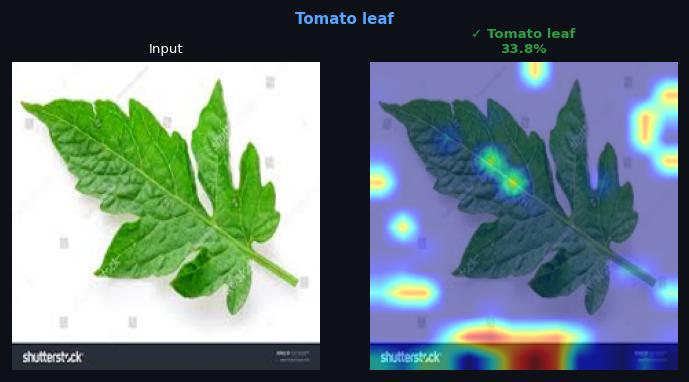 Tomato leaf
Input
✓ Tomato leaf
33.8%
shutterstock
shutterstock